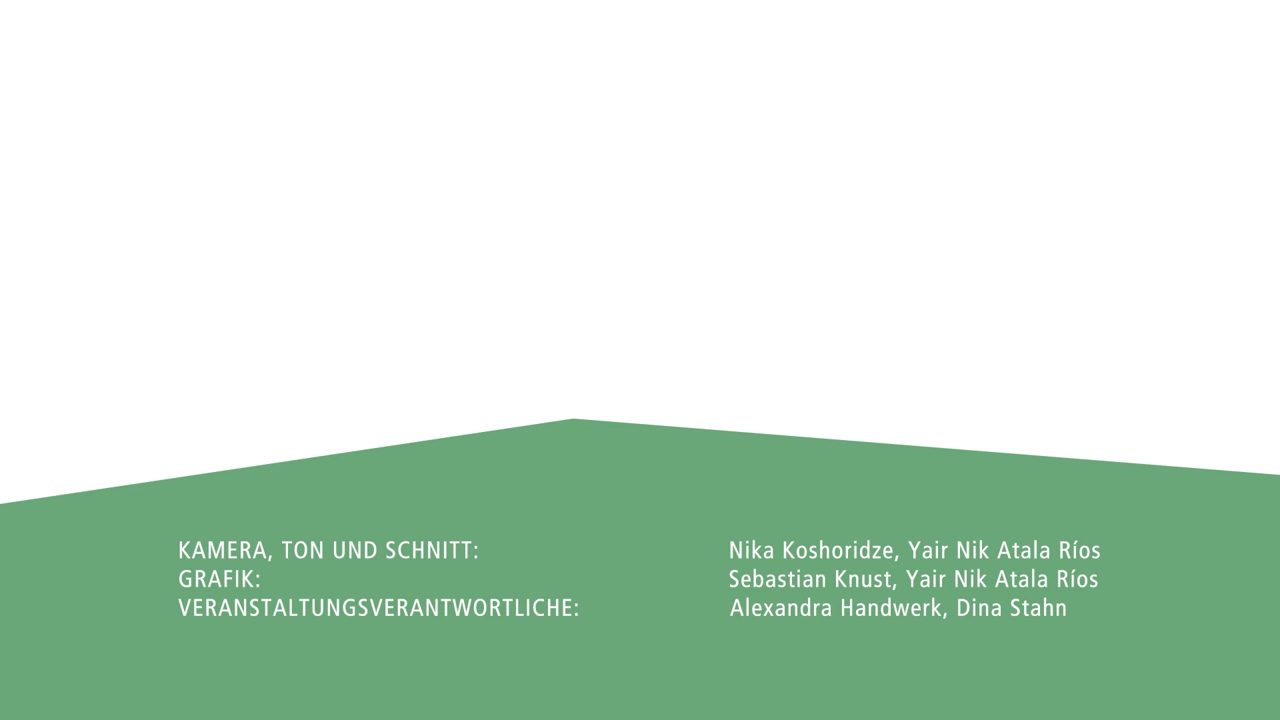 KAMERA, TON UND SCHNITT: Nika Koshoridze, Yair Nik Atala Ríos
GRAFIK: Sebastian Knust, Yair Nik Atala Ríos
VERANSTALTUNGSVERANTWORTLICHE: Alexandra Handwerk, Dina Stahn